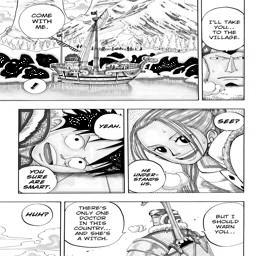 I'LL TAKE
YOU...
TO THE
VILLAGE.
COME
WITH
ME.
!
SEE?
HE
UNDER-
STANDS
US.
YEAH.
YOU
SURE
ARE
SMART.
BUT I
SHOULD
WARN
YOU...
THERE'S
ONLY ONE
DOCTOR
IN THIS
COUNTRY...
AND SHE'S
A WITCH.
HUH?